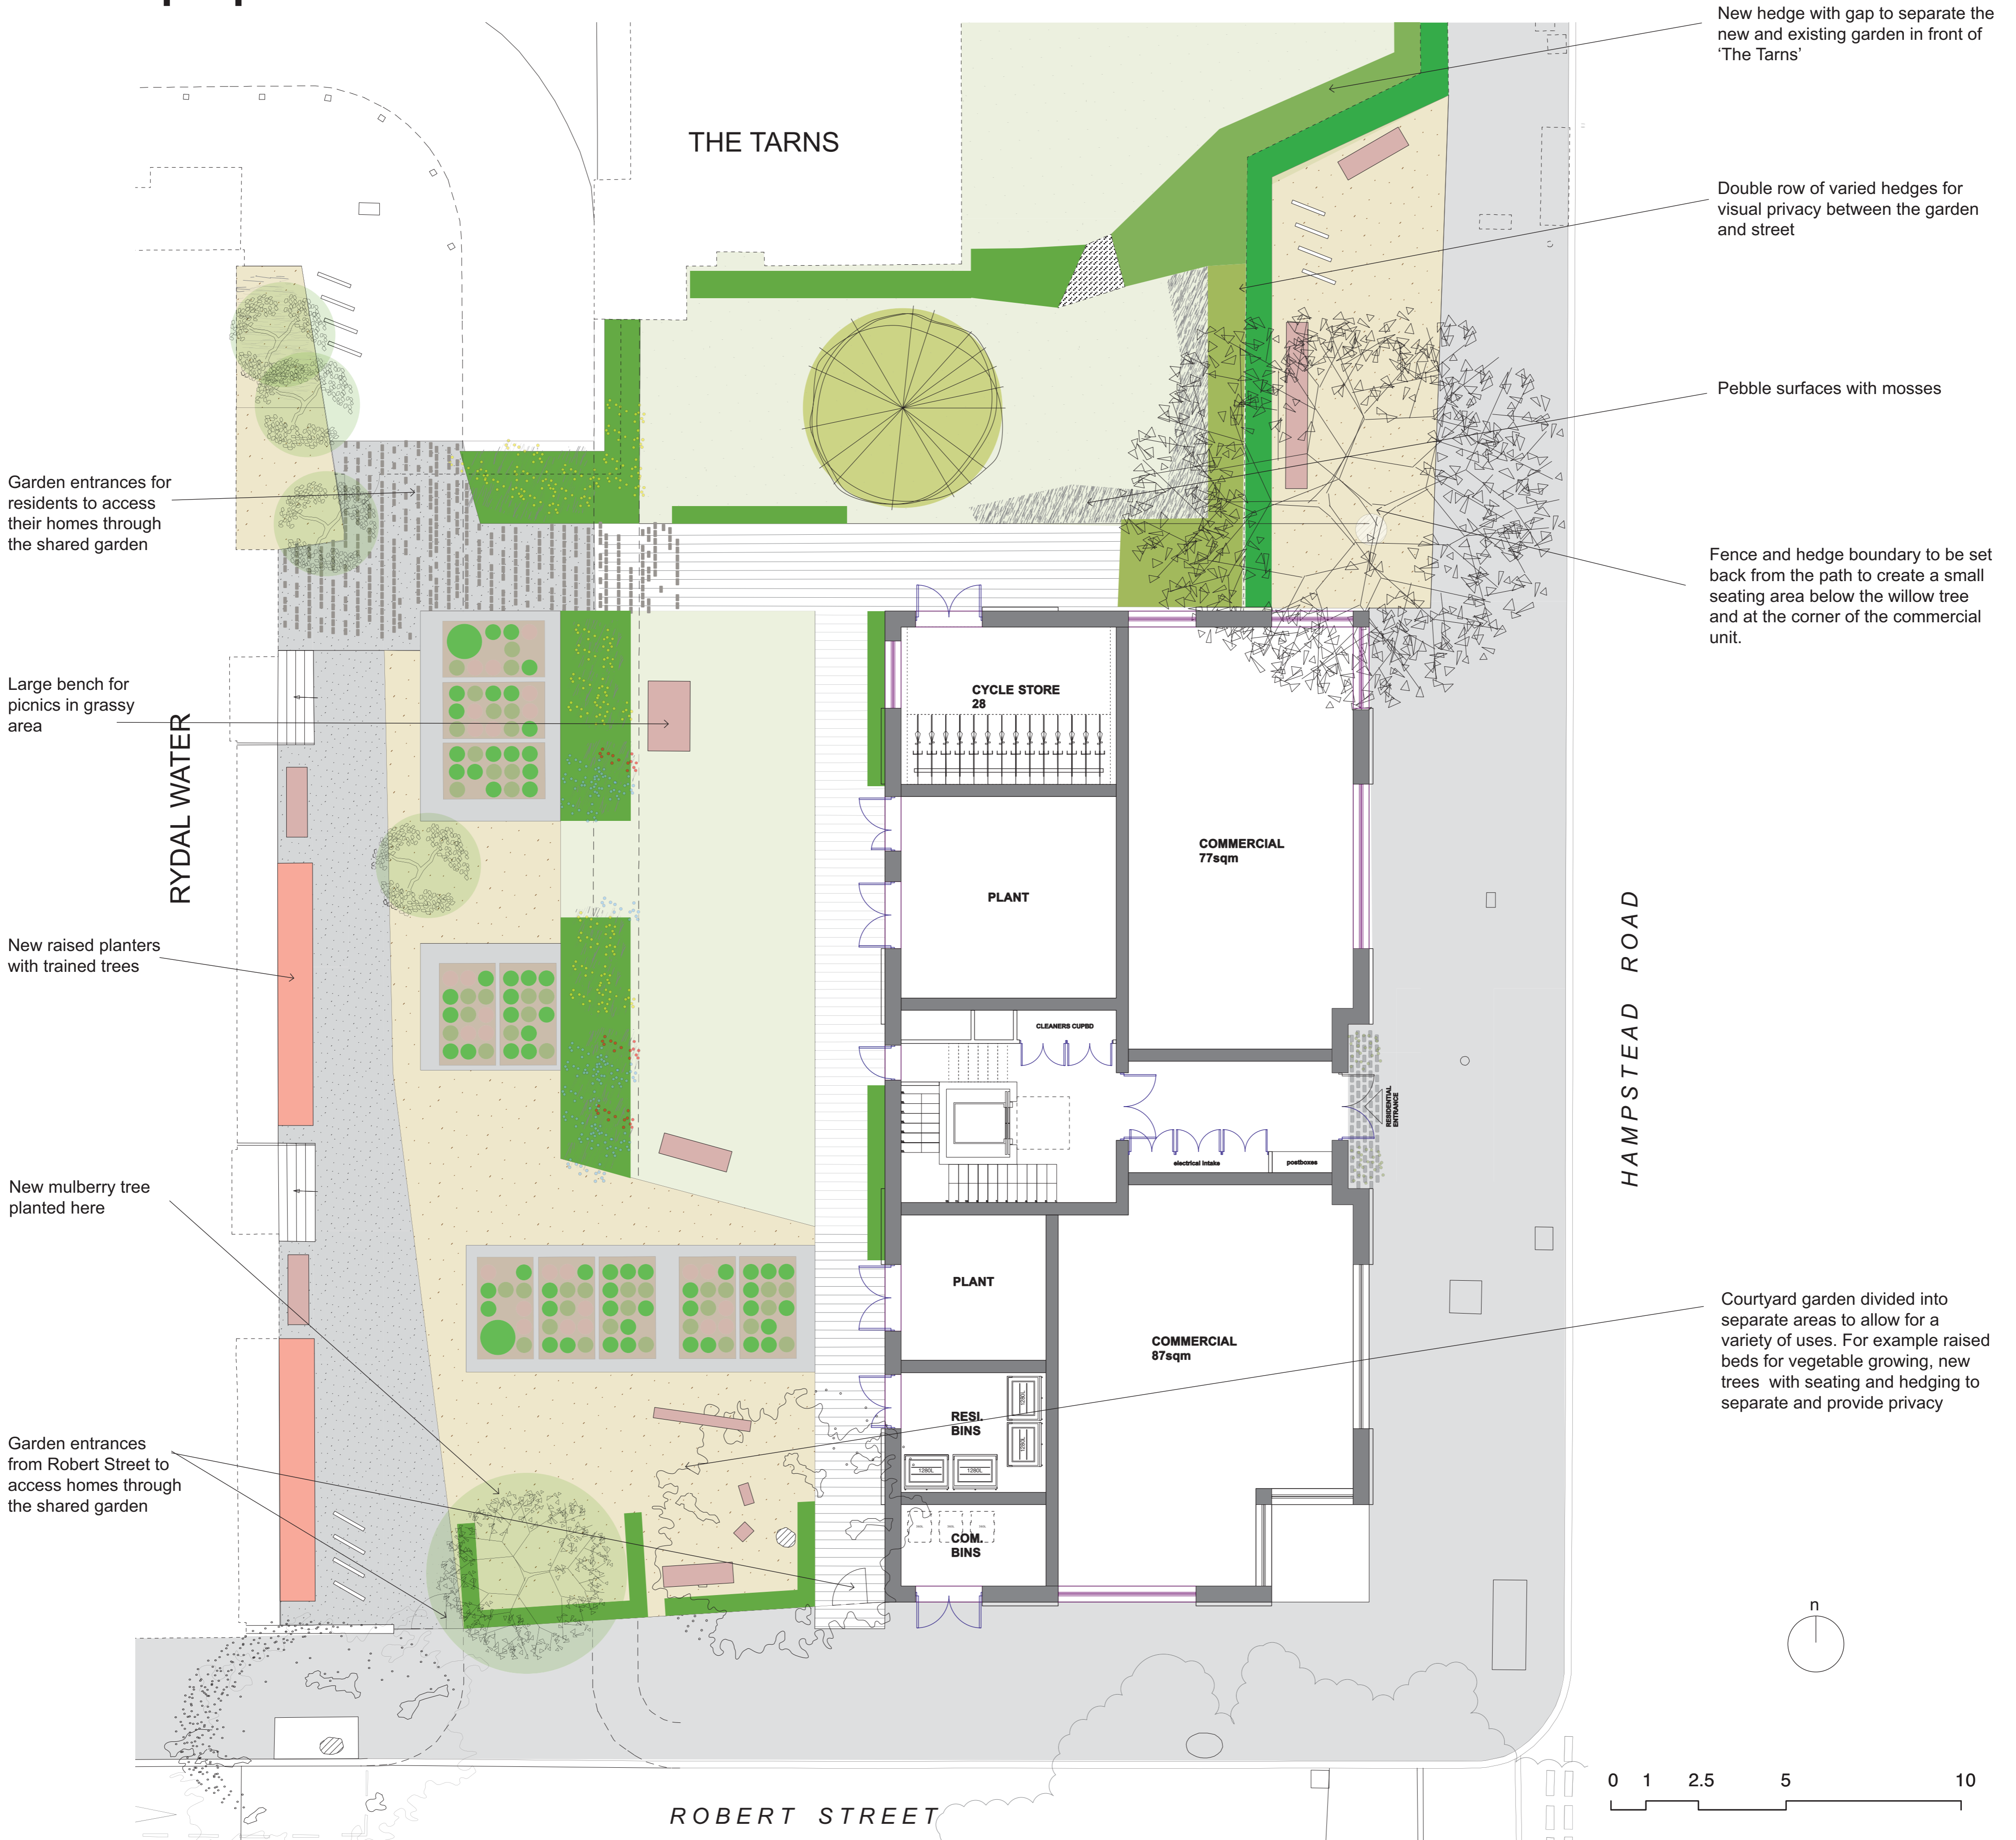 New hedge with gap to separate the
new and existing garden in front of
‘The Tarns’
THE TARNS
Double row of varied hedges for
visual privacy between the garden
and street
Pebble surfaces with mosses
Garden entrances for
residents to access
their homes through
the shared garden
Fence and hedge boundary to be set
back from the path to create a small
seating area below the willow tree
and at the corner of the commercial
unit.
Large bench for
picnics in grassy
area
RYDAL WATER
CYCLE STORE
28
COMMERCIAL
77sqm
PLANT
HAMPSTEAD ROAD
New raised planters
with trained trees
CLEANERS CUPBD
RESIDENTIAL
ENTRANCE
electrical intake
postboxes
New mulberry tree
planted here
PLANT
COMMERCIAL
87sqm
Courtyard garden divided into
separate areas to allow for a
variety of uses. For example raised
beds for vegetable growing, new
trees with seating and hedging to
separate and provide privacy
RESI.
BINS
1280L
1280L
1280L
1280L
Garden entrances
from Robert Street to
access homes through
the shared garden
COM.
BINS
n
0 1 2.5 5 10
ROBERT STREET